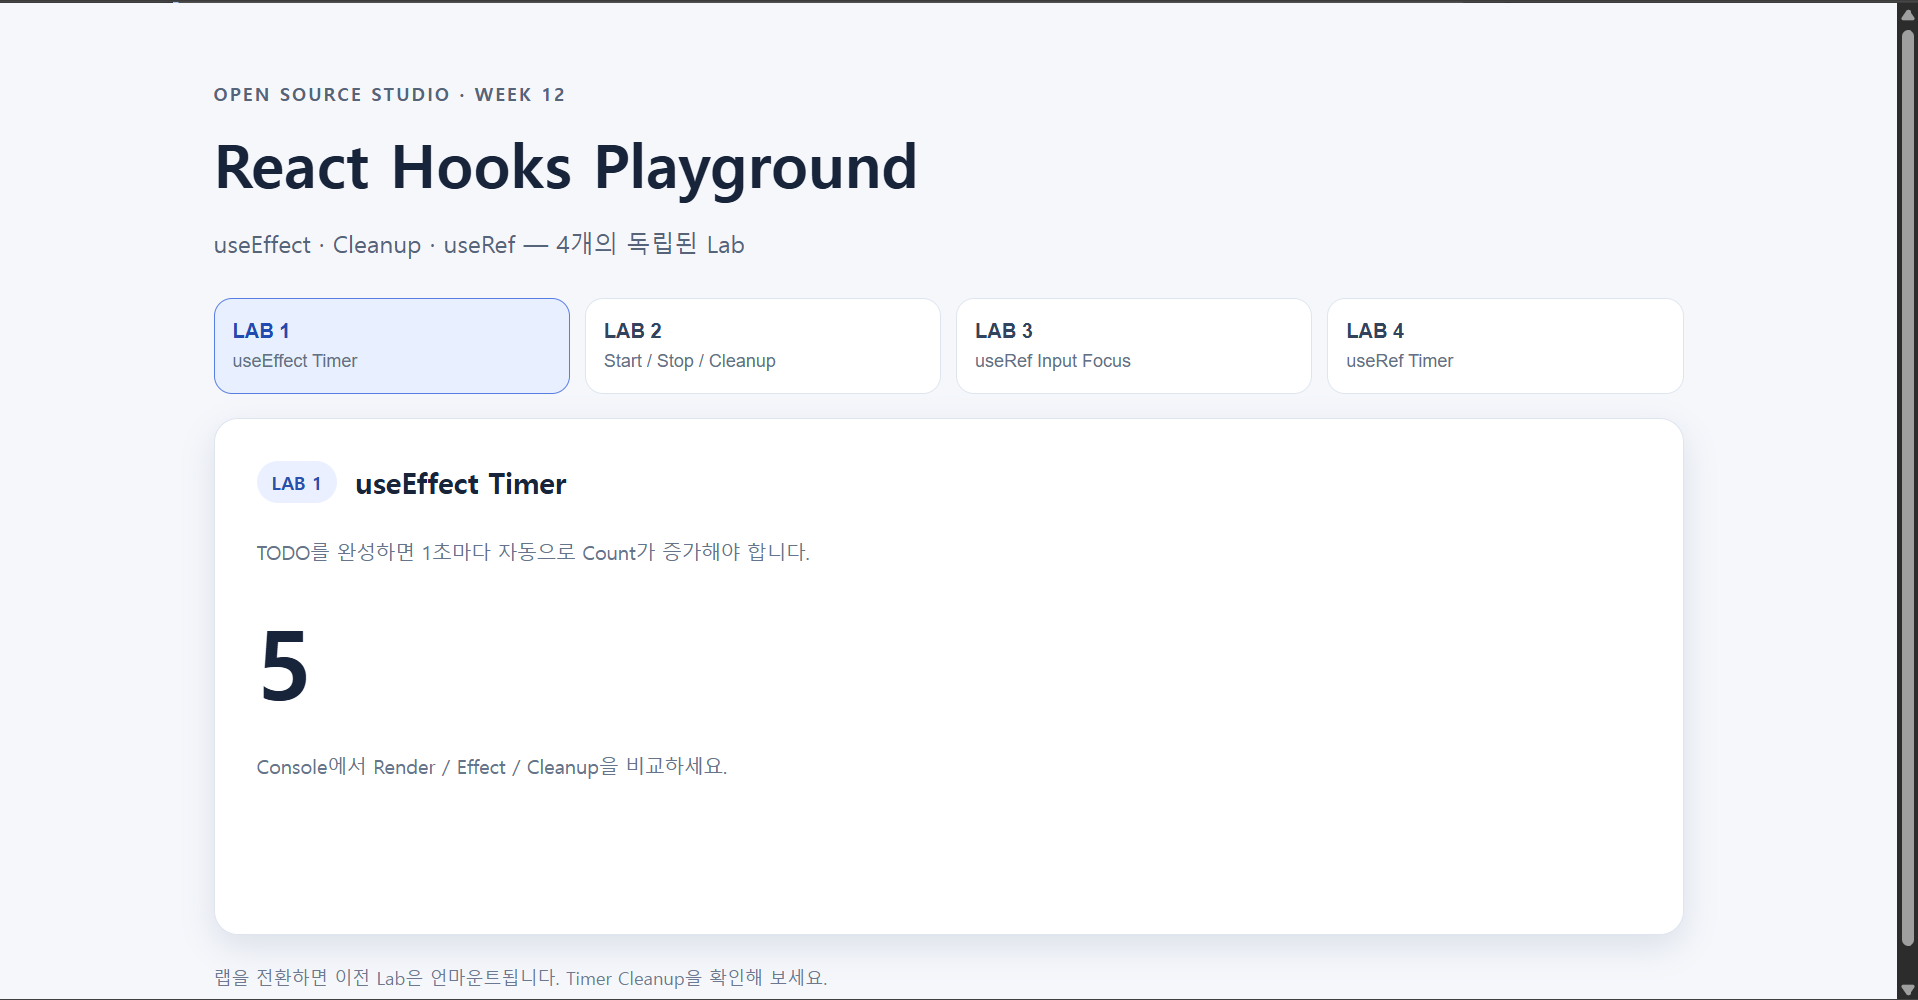 OPEN SOURCE STUDIO · WEEK 12
React Hooks Playground
useEffect · Cleanup · useRef — 4개의 독립된 Lab
LAB 1
useEffect Timer
LAB 2
Start / Stop / Cleanup
LAB 3
useRef Input Focus
LAB 4
useRef Timer
LAB 1 useEffect Timer
TODO를 완성하면 1초마다 자동으로 Count가 증가해야 합니다.
5
Console에서 Render / Effect / Cleanup을 비교하세요.
랩을 전환하면 이전 Lab은 언마운트됩니다. Timer Cleanup을 확인해 보세요.